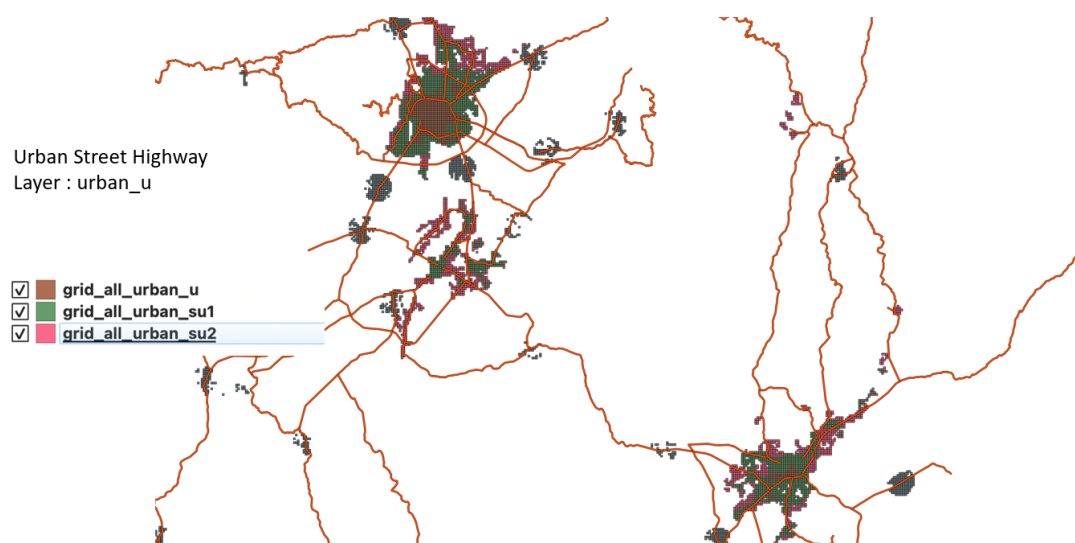 Urban Street Highway
Layer : urban_u
grid_all_urban_u
grid_all_urban_su1
grid_all_urban_su2